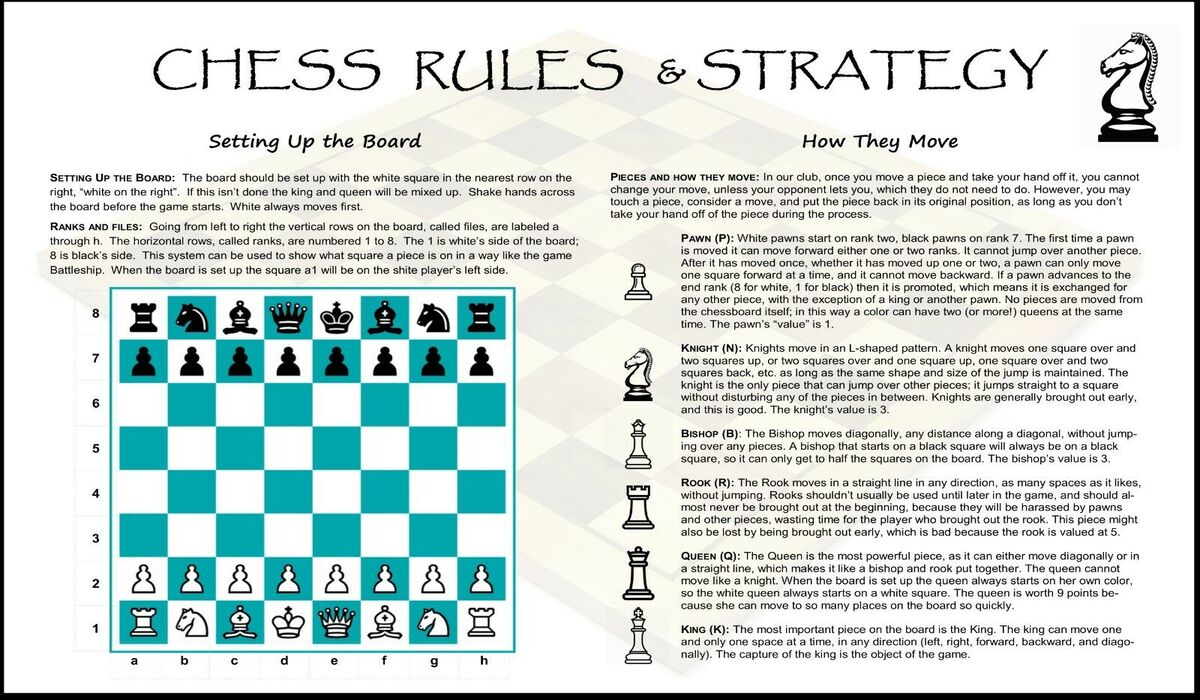 CHESS RULES & STRATEGY
Setting Up the Board
SETTING UP THE BOARD: The board should be set up with the white square in the nearest row on the
right, “white on the right”. If this isn’t done the king and queen will be mixed up. Shake hands across
the board before the game starts. White always moves first.
RANKS AND FILES: Going from left to right the vertical rows on the board, called files, are labeled a
through h. The horizontal rows, called ranks, are numbered 1 to 8. The 1 is white’s side of the board;
8 is black’s side. This system can be used to show what square a piece is on in a way like the game
Battleship. When the board is set up the square a1 will be on the shite player’s left side.
8
7
6
5
4
3
2
1
a b c d e f g h
How They Move
PIECES AND HOW THEY MOVE: In our club, once you move a piece and take your hand off it, you cannot
change your move, unless your opponent lets you, which they do not need to do. However, you may
touch a piece, consider a move, and put the piece back in its original position, as long as you don’t
take your hand off of the piece during the process.
PAWN (P): White pawns start on rank two, black pawns on rank 7. The first time a pawn
is moved it can move forward either one or two ranks. It cannot jump over another piece.
After it has moved once, whether it has moved up one or two, a pawn can only move
one square forward at a time, and it cannot move backward. If a pawn advances to the
end rank (8 for white, 1 for black) then it is promoted, which means it is exchanged for
any other piece, with the exception of a king or another pawn. No pieces are moved from
the chessboard itself; in this way a color can have two (or more!) queens at the same
time. The pawn’s “value” is 1.
KNIGHT (N): Knights move in an L-shaped pattern. A knight moves one square over and
two squares up, or two squares over and one square up, one square over and two
squares back, etc. as long as the same shape and size of the jump is maintained. The
knight is the only piece that can jump over other pieces; it jumps straight to a square
without disturbing any of the pieces in between. Knights are generally brought out early,
and this is good. The knight’s value is 3.
BISHOP (B): The Bishop moves diagonally, any distance along a diagonal, without jump-
ing over any pieces. A bishop that starts on a black square will always be on a black
square, so it can only get to half the squares on the board. The bishop’s value is 3.
ROOK (R): The Rook moves in a straight line in any direction, as many spaces as it likes,
without jumping. Rooks shouldn’t usually be used until later in the game, and should al-
most never be brought out at the beginning, because they will be harassed by pawns
and other pieces, wasting time for the player who brought out the rook. This piece might
also be lost by being brought out early, which is bad because the rook is valued at 5.
QUEEN (Q): The Queen is the most powerful piece, as it can either move diagonally or in
a straight line, which makes it like a bishop and rook put together. The queen cannot
move like a knight. When the board is set up the queen always starts on her own color,
so the white queen always starts on a white square. The queen is worth 9 points be-
cause she can move to so many places on the board so quickly.
KING (K): The most important piece on the board is the King. The king can move one
and only one space at a time, in any direction (left, right, forward, backward, and diago-
nally). The capture of the king is the object of the game.